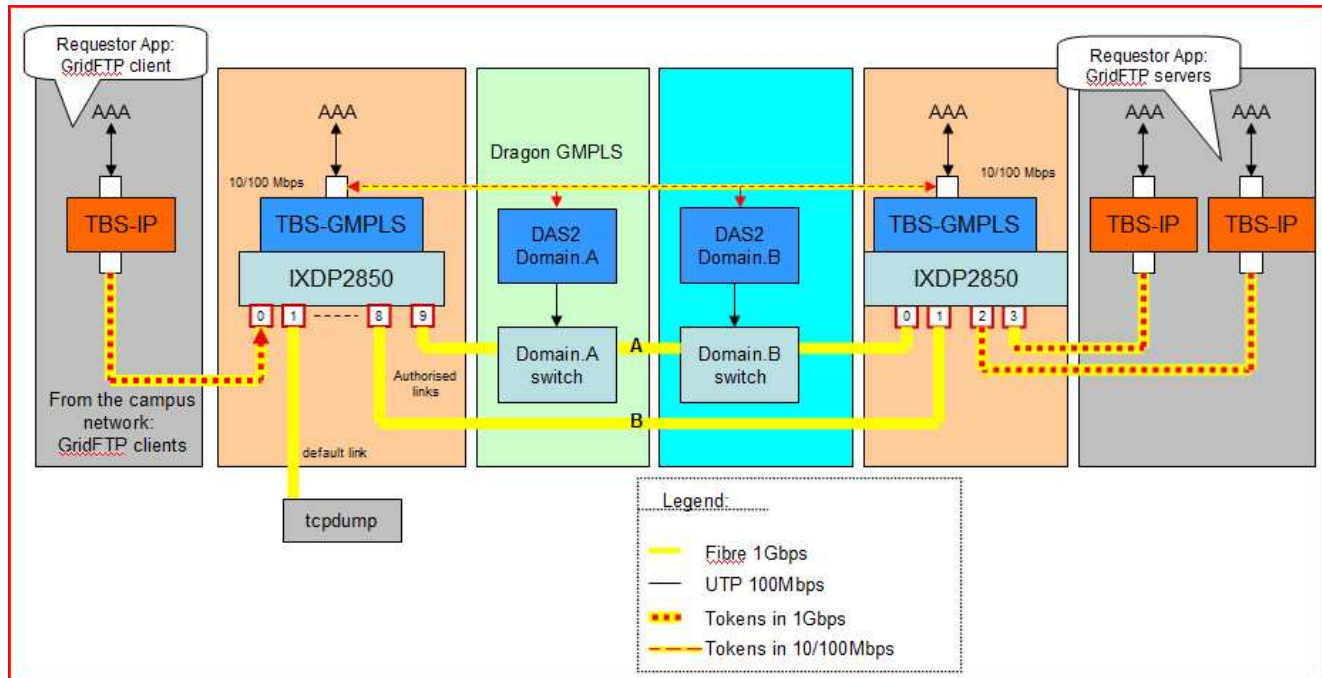 Requestor App:
GridFTP client
AAA
TBS-IP
From the campus
network:
GridFTP clients
AAA
10/100 Mbps
TBS-GMPLS
IXDP2850
0
1
8
9
Authorised
links
default link
tcpdump
Dragon GMPLS
DAS2
Domain.A
Domain.A
switch
A
B
DAS2
Domain.B
Domain.B
switch
AAA
10/100 Mbps
TBS-GMPLS
IXDP2850
0
1
2
3
Requestor App:
GridFTP servers
AAA
AAA
TBS-IP
TBS-IP
Legend:
Fibre 1Gbps
UTP 100Mbps
Tokens in 1Gbps
Tokens in 10/100Mbps